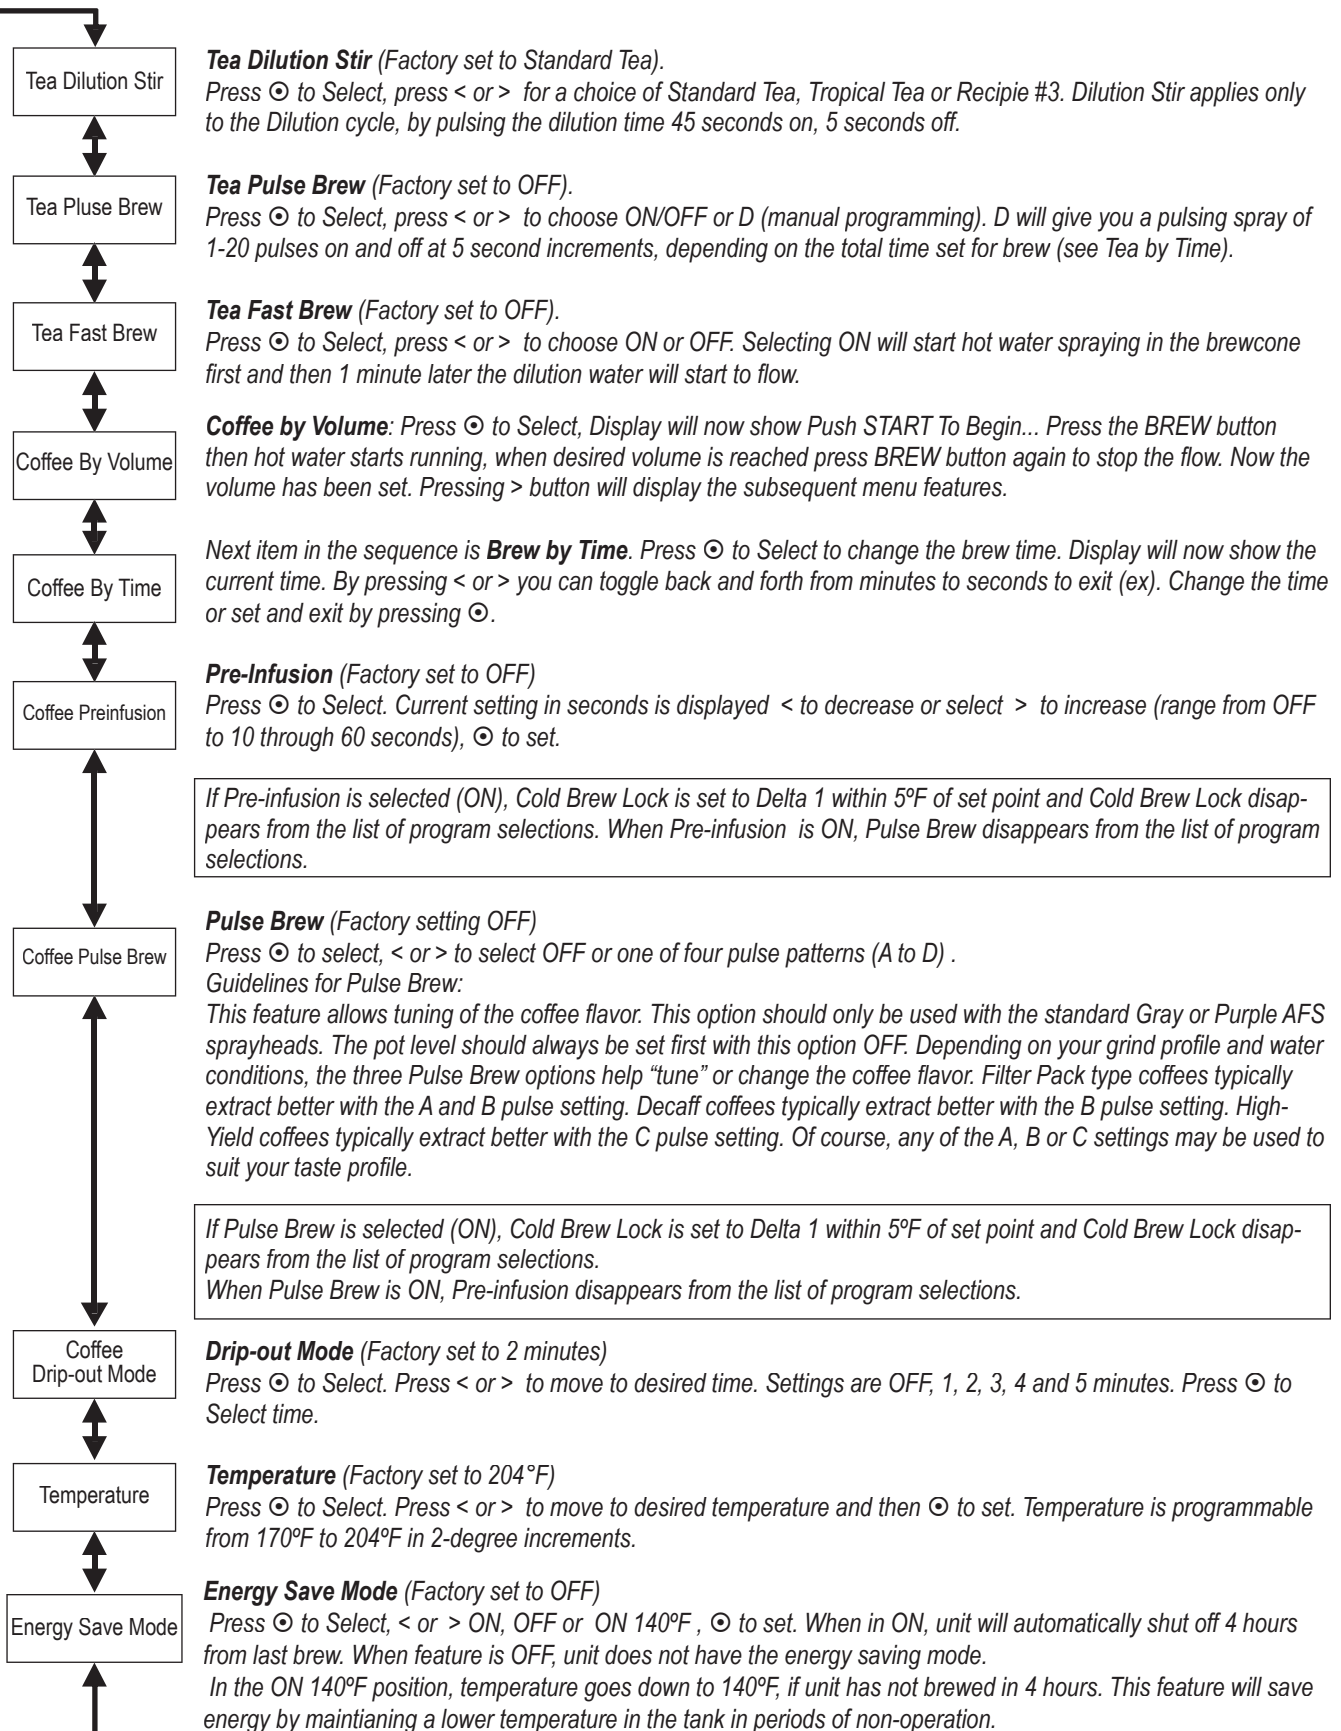 Tea Dilution Stir
Tea Dilution Stir (Factory set to Standard Tea).
Press ⊙ to Select, press < or > for a choice of Standard Tea, Tropical Tea or Recipie #3. Dilution Stir applies only
to the Dilution cycle, by pulsing the dilution time 45 seconds on, 5 seconds off.
Tea Pluse Brew
Tea Pulse Brew (Factory set to OFF).
Press ⊙ to Select, press < or > to choose ON/OFF or D (manual programming). D will give you a pulsing spray of
1-20 pulses on and off at 5 second increments, depending on the total time set for brew (see Tea by Time).
Tea Fast Brew
Tea Fast Brew (Factory set to OFF).
Press ⊙ to Select, press < or > to choose ON or OFF. Selecting ON will start hot water spraying in the brewcone
first and then 1 minute later the dilution water will start to flow.
Coffee By Volume
Coffee by Volume: Press ⊙ to Select, Display will now show Push START To Begin... Press the BREW button
then hot water starts running, when desired volume is reached press BREW button again to stop the flow. Now the
volume has been set. Pressing > button will display the subsequent menu features.
Coffee By Time
Next item in the sequence is Brew by Time. Press ⊙ to Select to change the brew time. Display will now show the
current time. By pressing < or > you can toggle back and forth from minutes to seconds to exit (ex). Change the time
or set and exit by pressing ⊙.
Coffee Preinfusion
Pre-Infusion (Factory set to OFF)
Press ⊙ to Select. Current setting in seconds is displayed < to decrease or select > to increase (range from OFF
to 10 through 60 seconds), ⊙ to set.
If Pre-infusion is selected (ON), Cold Brew Lock is set to Delta 1 within 5ºF of set point and Cold Brew Lock disap-
pears from the list of program selections. When Pre-infusion is ON, Pulse Brew disappears from the list of program
selections.
Coffee Pulse Brew
Pulse Brew (Factory setting OFF)
Press ⊙ to select, < or > to select OFF or one of four pulse patterns (A to D) .
Guidelines for Pulse Brew:
This feature allows tuning of the coffee flavor. This option should only be used with the standard Gray or Purple AFS
sprayheads. The pot level should always be set first with this option OFF. Depending on your grind profile and water
conditions, the three Pulse Brew options help “tune” or change the coffee flavor. Filter Pack type coffees typically
extract better with the A and B pulse setting. Decaff coffees typically extract better with the B pulse setting. High-
Yield coffees typically extract better with the C pulse setting. Of course, any of the A, B or C settings may be used to
suit your taste profile.
If Pulse Brew is selected (ON), Cold Brew Lock is set to Delta 1 within 5ºF of set point and Cold Brew Lock disap-
pears from the list of program selections.
When Pulse Brew is ON, Pre-infusion disappears from the list of program selections.
Coffee
Drip-out Mode
Drip-out Mode (Factory set to 2 minutes)
Press ⊙ to Select. Press < or > to move to desired time. Settings are OFF, 1, 2, 3, 4 and 5 minutes. Press ⊙ to
Select time.
Temperature
Temperature (Factory set to 204°F)
Press ⊙ to Select. Press < or > to move to desired temperature and then ⊙ to set. Temperature is programmable
from 170ºF to 204ºF in 2-degree increments.
Energy Save Mode
Energy Save Mode (Factory set to OFF)
Press ⊙ to Select, < or > ON, OFF or ON 140ºF , ⊙ to set. When in ON, unit will automatically shut off 4 hours
from last brew. When feature is OFF, unit does not have the energy saving mode.
In the ON 140ºF position, temperature goes down to 140ºF, if unit has not brewed in 4 hours. This feature will save
energy by maintianing a lower temperature in the tank in periods of non-operation.